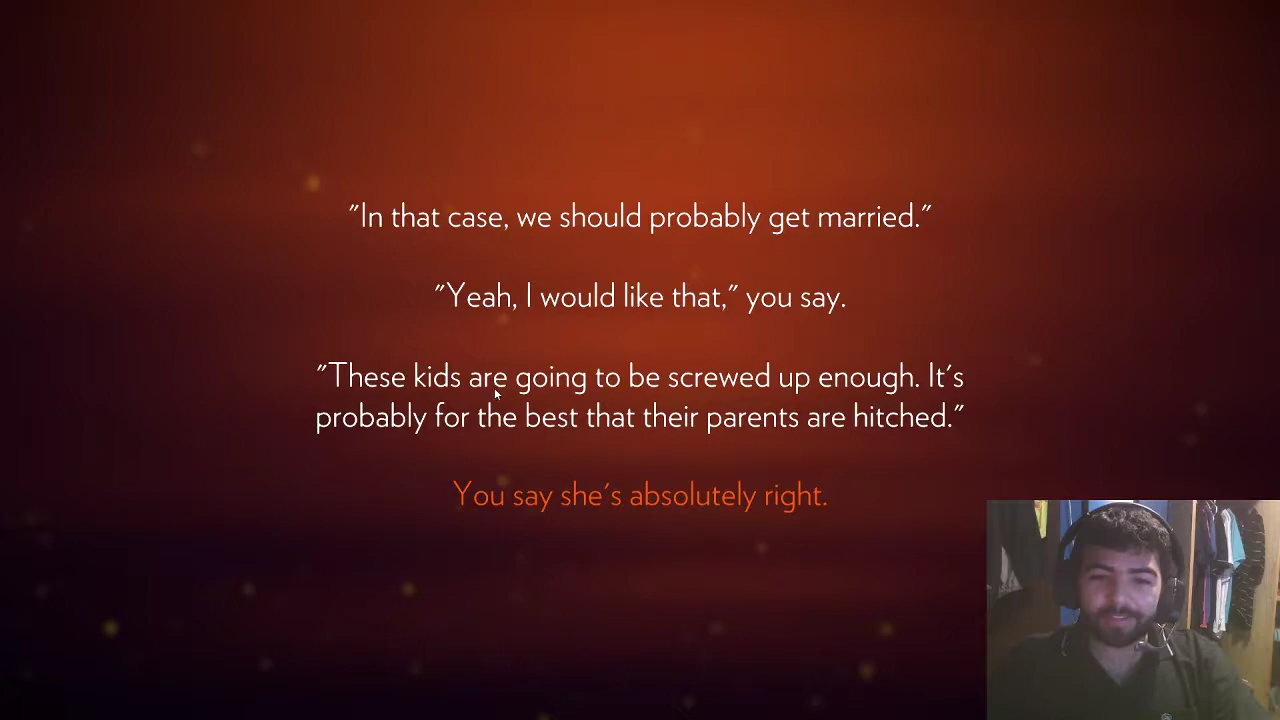 "In that case, we should probably get married."
"Yeah, I would like that," you say.
"These kids are going to be screwed up enough. It's
probably for the best that their parents are hitched."
You say she's absolutely right.